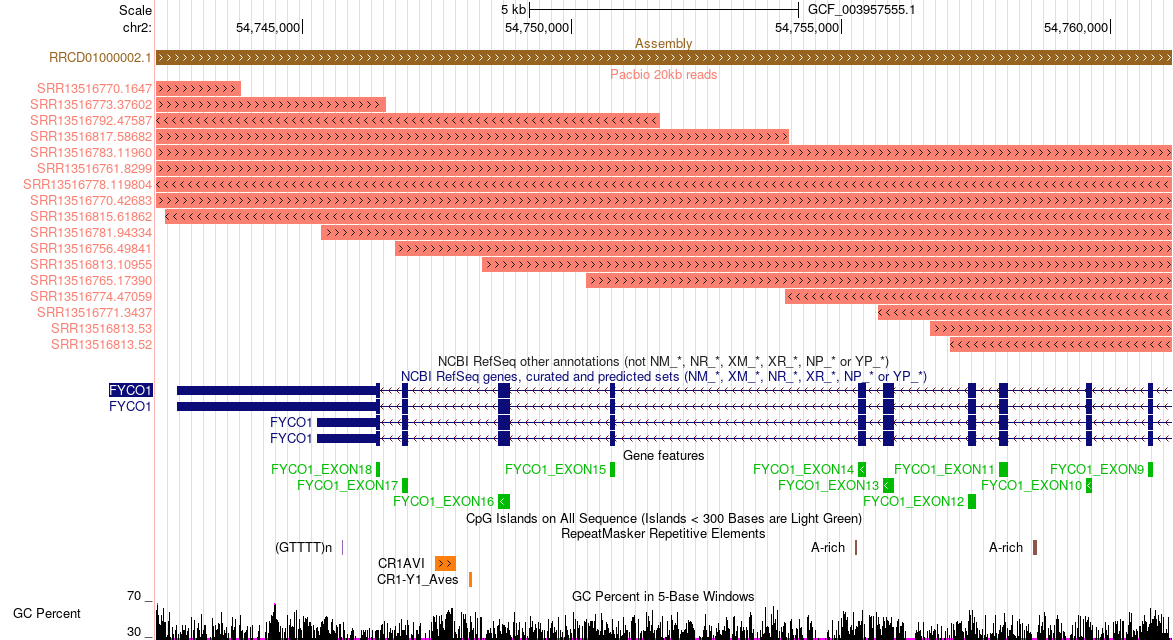 Scale 5 kb GCF_003957555.1
chr2: 54,745,000 54,750,000 54,755,000 54,760,000
Assembly
RRCD01000002.1
Pacbio 20kb reads
SRR13516770.1647
SRR13516773.37602
SRR13516792.47587
SRR13516817.58682
SRR13516783.11960
SRR13516761.8299
SRR13516778.119804
SRR13516770.42683
SRR13516815.61862
SRR13516781.94334
SRR13516756.49841
SRR13516813.10955
SRR13516765.17390
SRR13516774.47059
SRR13516771.3437
SRR13516813.53
SRR13516813.52
NCBI RefSeq other annotations (not NM_*, NR_*, XM_*, XR_*, NP_* or YP_*)
NCBI RefSeq genes, curated and predicted sets (NM_*, XM_*, NR_*, XR_*, NP_* or YP_*)
FYCO1
FYCO1
FYCO1
FYCO1
Gene features
FYCO1_EXON18 FYCO1_EXON15 FYCO1_EXON14 FYCO1_EXON11 FYCO1_EXON9
FYCO1_EXON17 FYCO1_EXON13 FYCO1_EXON10
FYCO1_EXON16 FYCO1_EXON12
CpG Islands on All Sequence (Islands < 300 Bases are Light Green)
RepeatMasker Repetitive Elements
(GTTTT)n A-rich A-rich
CR1AVI
CR1-Y1_Aves
70 _ GC Percent in 5-Base Windows
GC Percent
30 _